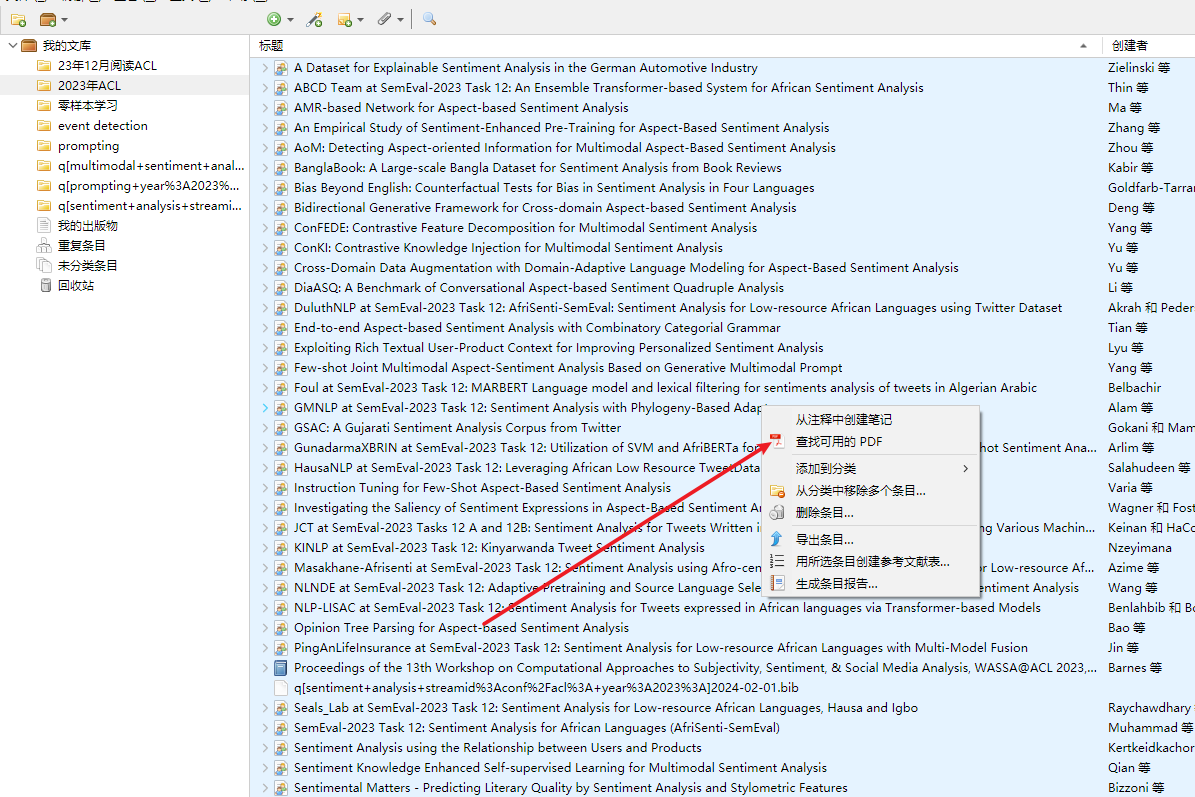 我的文库
23年12月阅读ACL
2023年ACL
零样本学习
event detection
prompting
q[multimodal+sentiment+anal...
q[prompting+year%3A2023%...
q[sentiment+analysis+streami...
我的出版物
重复条目
未分类条目
回收站
标题 创建者
A Dataset for Explainable Sentiment Analysis in the German Automotive Industry Zielinski 等
ABCD Team at SemEval-2023 Task 12: An Ensemble Transformer-based System for African Sentiment Analysis Thin 等
AMR-based Network for Aspect-based Sentiment Analysis Ma 等
An Empirical Study of Sentiment-Enhanced Pre-Training for Aspect-Based Sentiment Analysis Zhang 等
AoM: Detecting Aspect-oriented Information for Multimodal Aspect-Based Sentiment Analysis Zhou 等
BanglaBook: A Large-scale Bangla Dataset for Sentiment Analysis from Book Reviews Kabir 等
Bias Beyond English: Counterfactual Tests for Bias in Sentiment Analysis in Four Languages Goldfarb-Tarran
Bidirectional Generative Framework for Cross-domain Aspect-based Sentiment Analysis Deng 等
ConFEDE: Contrastive Feature Decomposition for Multimodal Sentiment Analysis Yang 等
ConKI: Contrastive Knowledge Injection for Multimodal Sentiment Analysis Yu 等
Cross-Domain Data Augmentation with Domain-Adaptive Language Modeling for Aspect-Based Sentiment Analysis Yu 等
DiaASQ: A Benchmark of Conversational Aspect-based Sentiment Quadruple Analysis Li 等
DuluthNLP at SemEval-2023 Task 12: AfriSenti-SemEval: Sentiment Analysis for Low-resource African Languages using Twitter Dataset Akrah 和 Peders
End-to-end Aspect-based Sentiment Analysis with Combinatory Categorial Grammar Tian 等
Exploiting Rich Textual User-Product Context for Improving Personalized Sentiment Analysis Lyu 等
Few-shot Joint Multimodal Aspect-Sentiment Analysis Based on Generative Multimodal Prompt Yang 等
Foul at SemEval-2023 Task 12: MARBERT Language model and lexical filtering for sentiments analysis of tweets in Algerian Arabic Belbachir
GMNLP at SemEval-2023 Task 12: Sentiment Analysis with Phylogeny-Based Adap Alam 等
GSAC: A Gujarati Sentiment Analysis Corpus from Twitter Gokani 和 Mam
GunadarmaXBRIN at SemEval-2023 Task 12: Utilization of SVM and AfriBERTa fo hot Sentiment Ana... Arlim 等
HausaNLP at SemEval-2023 Task 12: Leveraging African Low Resource TweetData Salahudeen 等
Instruction Tuning for Few-Shot Aspect-Based Sentiment Analysis Varia 等
Investigating the Saliency of Sentiment Expressions in Aspect-Based Sentiment Ar Wagner 和 Fost
JCT at SemEval-2023 Tasks 12 A and 12B: Sentiment Analysis for Tweets Written i ng Various Machin... Keinan 和 HaCo
KINLP at SemEval-2023 Task 12: Kinyarwanda Tweet Sentiment Analysis Nzeyimana
Masakhane-Afrisenti at SemEval-2023 Task 12: Sentiment Analysis using Afro-cen or Low-resource Af... Azime 等
NLNDE at SemEval-2023 Task 12: Adaptive Pretraining and Source Language Sele entiment Analysis Wang 等
NLP-LISAC at SemEval-2023 Task 12: Sentiment Analysis for Tweets expressed in African languages via Transformer-based Models Benlahbib 和 Bo
Opinion Tree Parsing for Aspect-based Sentiment Analysis Bao 等
PingAnLifeInsurance at SemEval-2023 Task 12: Sentiment Analysis for Low-resource African Languages with Multi-Model Fusion Jin 等
Proceedings of the 13th Workshop on Computational Approaches to Subjectivity, Sentiment, & Social Media Analysis, WASSA@ACL 2023,... Barnes 等
q[sentiment+analysis+streamid%3Aconf%2Facl%3A+year%3A2023%3A]2024-02-01.bib
Seals_Lab at SemEval-2023 Task 12: Sentiment Analysis for Low-resource African Languages, Hausa and Igbo Raychawdhary
SemEval-2023 Task 12: Sentiment Analysis for African Languages (AfriSenti-SemEval) Muhammad 等
Sentiment Analysis using the Relationship between Users and Products Kertkeidkachor
Sentiment Knowledge Enhanced Self-supervised Learning for Multimodal Sentiment Analysis Qian 等
Sentimental Matters - Predicting Literary Quality by Sentiment Analysis and Stylometric Features Bizzoni 等
从注释中创建笔记
查找可用的 PDF
添加到分类
从分类中移除多个条目...
删除条目...
导出条目...
用所选条目创建参考文献表...
生成条目报告...